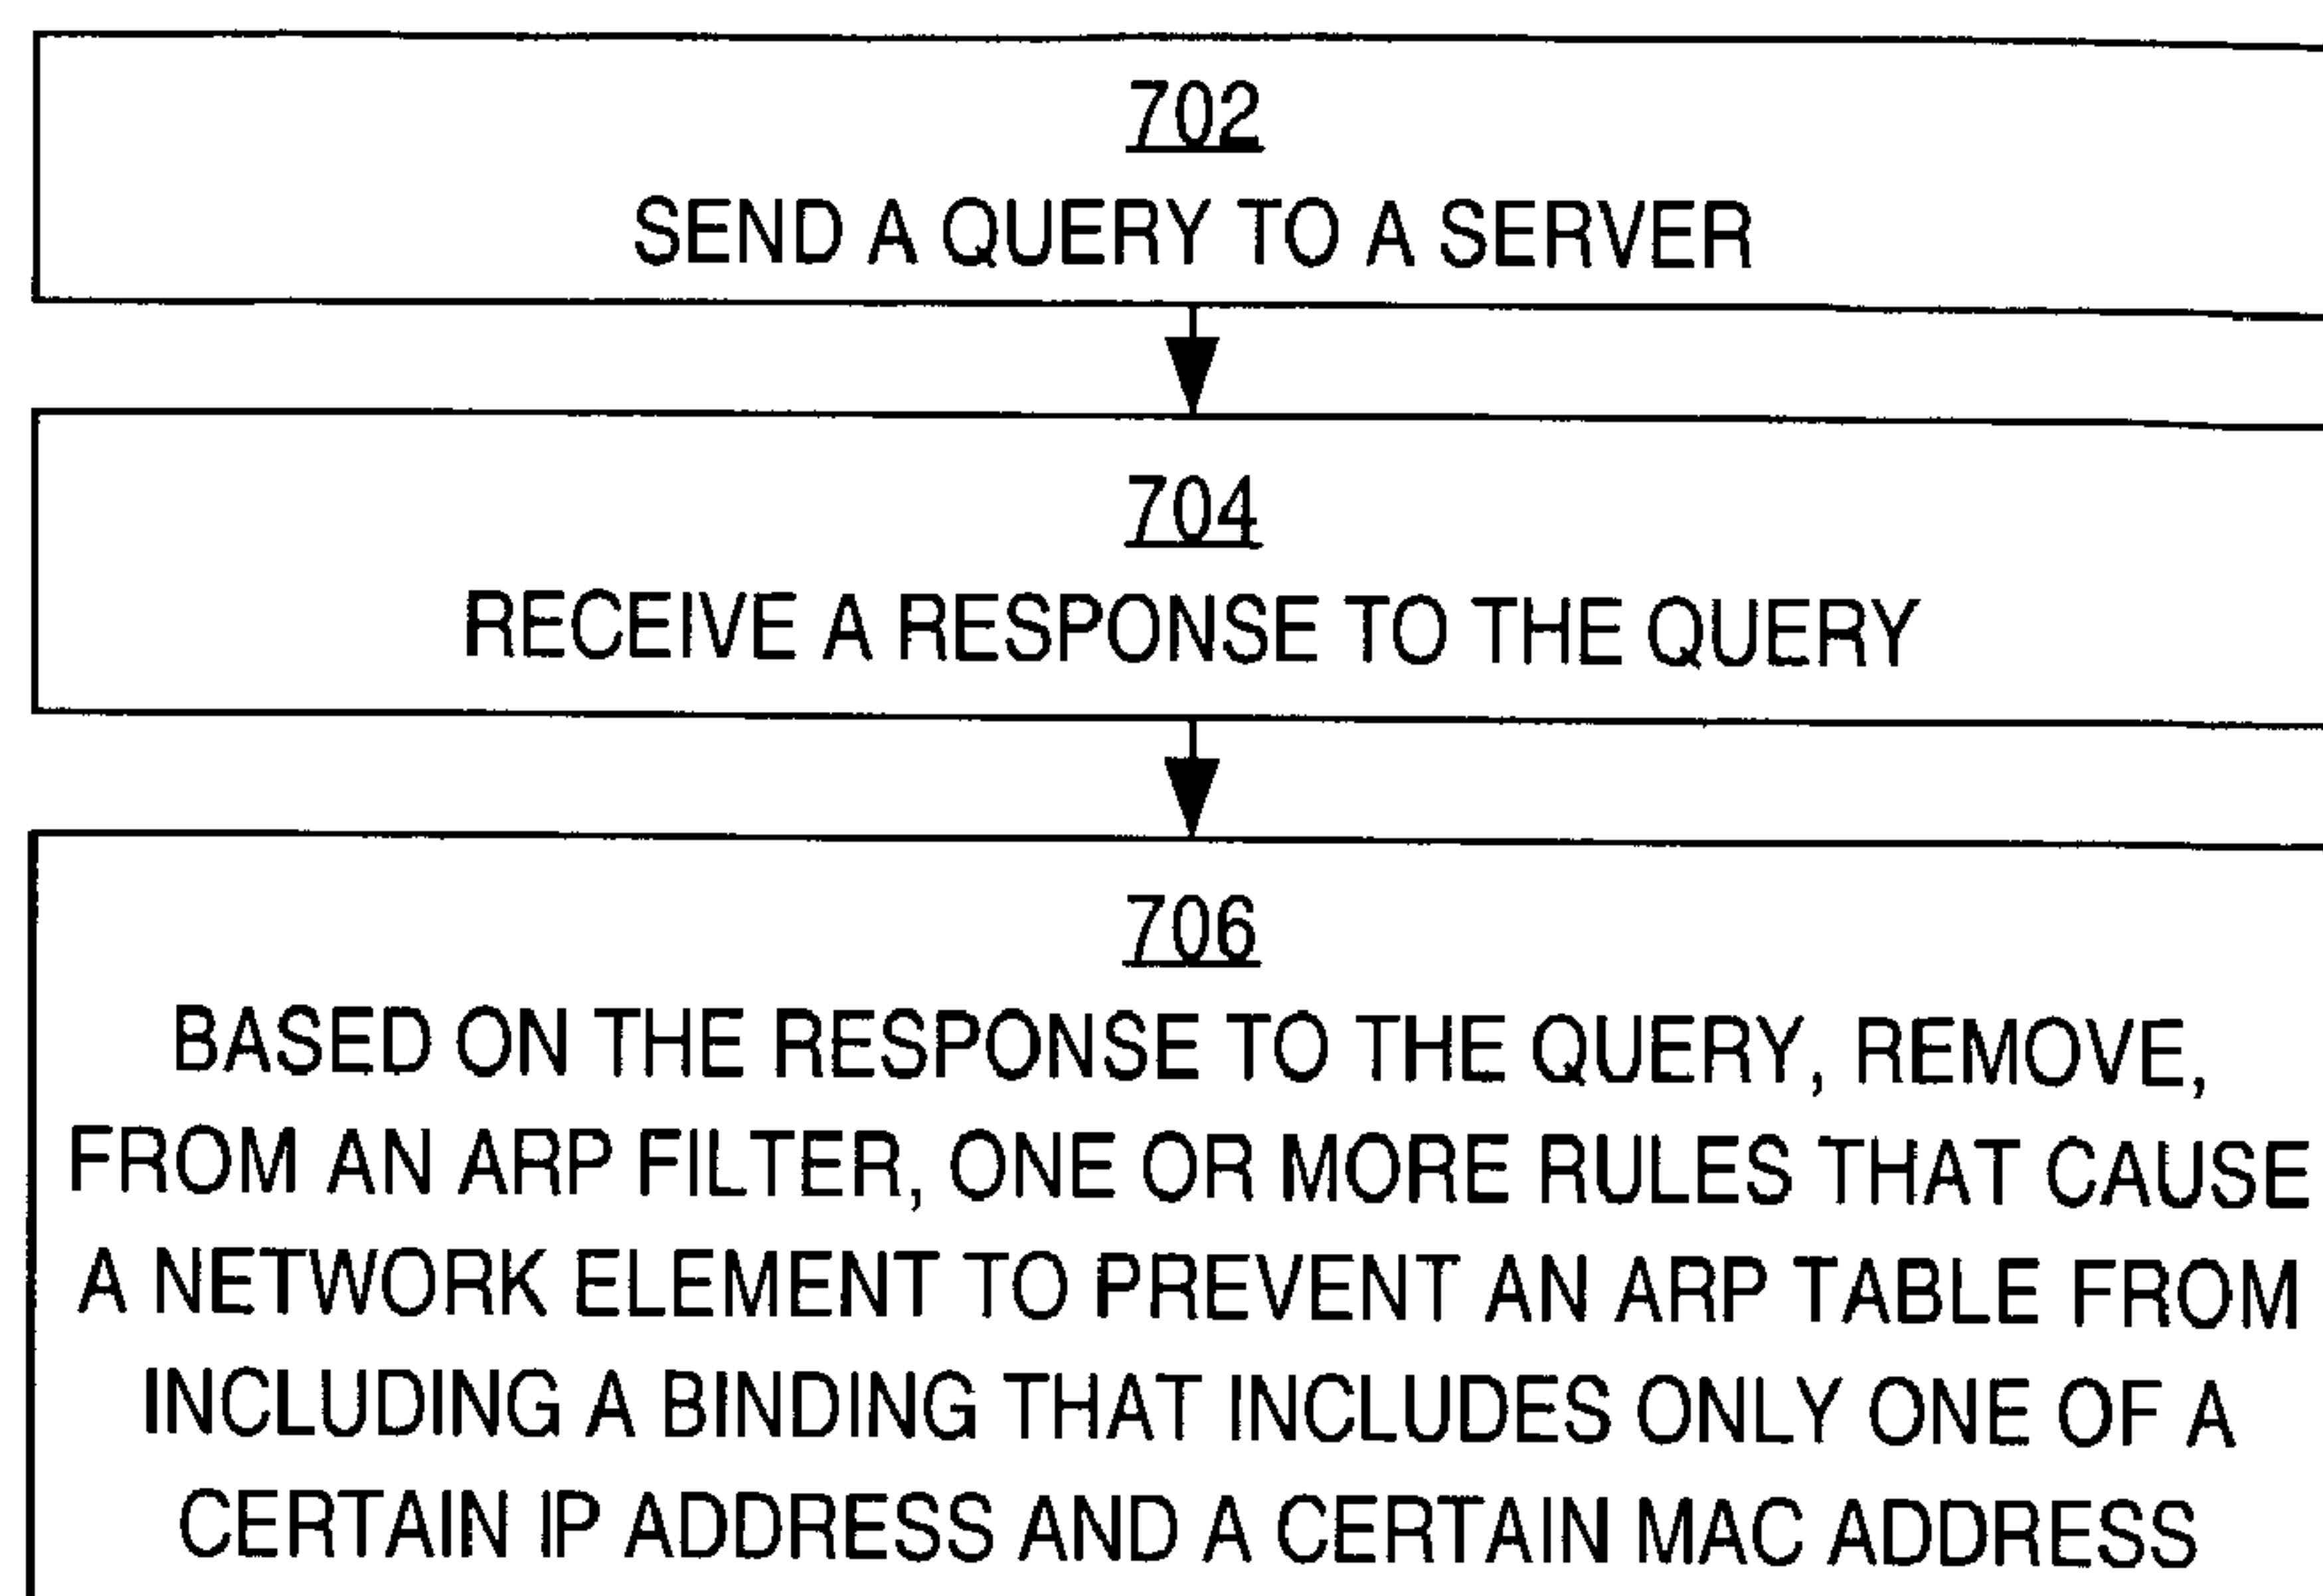 702
SEND A QUERY TO A SERVER
704
RECEIVE A RESPONSE TO THE QUERY
706
BASED ON THE RESPONSE TO THE QUERY, REMOVE,
FROM AN ARP FILTER, ONE OR MORE RULES THAT CAUSE
A NETWORK ELEMENT TO PREVENT AN ARP TABLE FROM
INCLUDING A BINDING THAT INCLUDES ONLY ONE OF A
CERTAIN IP ADDRESS AND A CERTAIN MAC ADDRESS